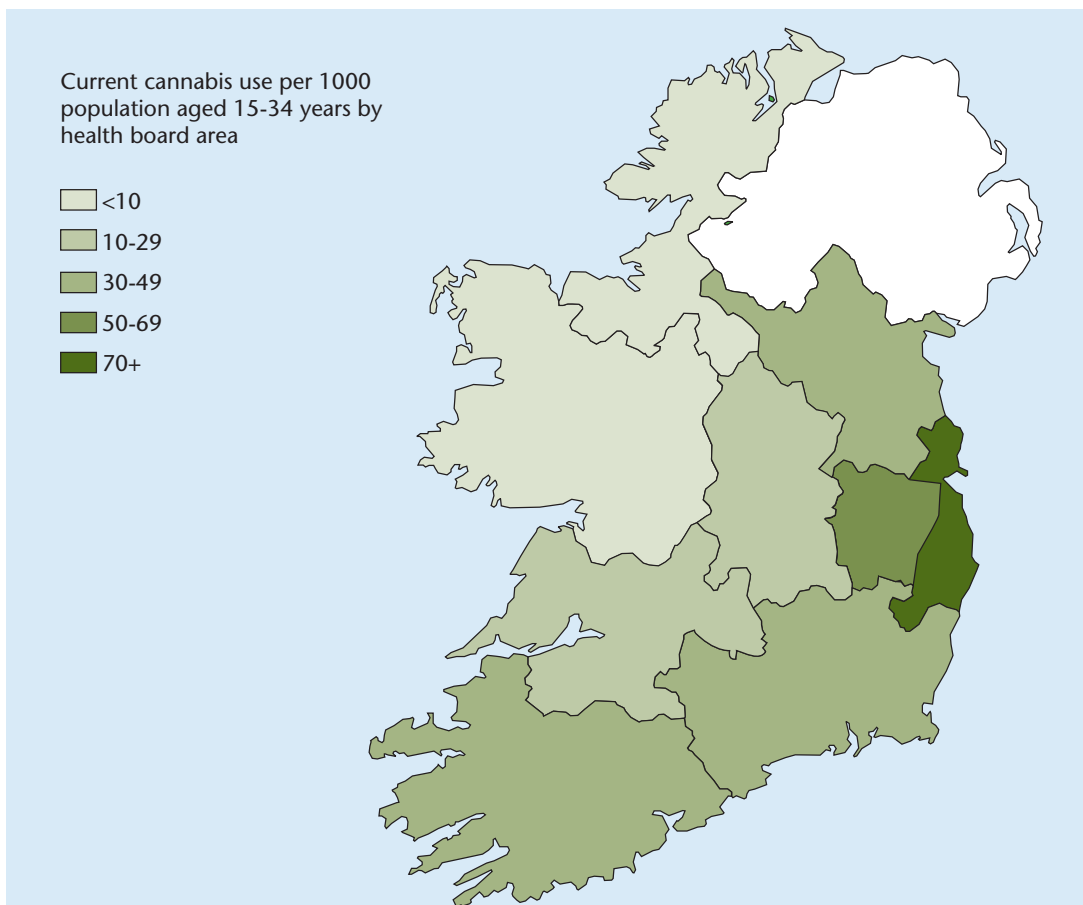 Current cannabis use per 1000
population aged 15-34 years by
health board area
<10
10-29
30-49
50-69
70+